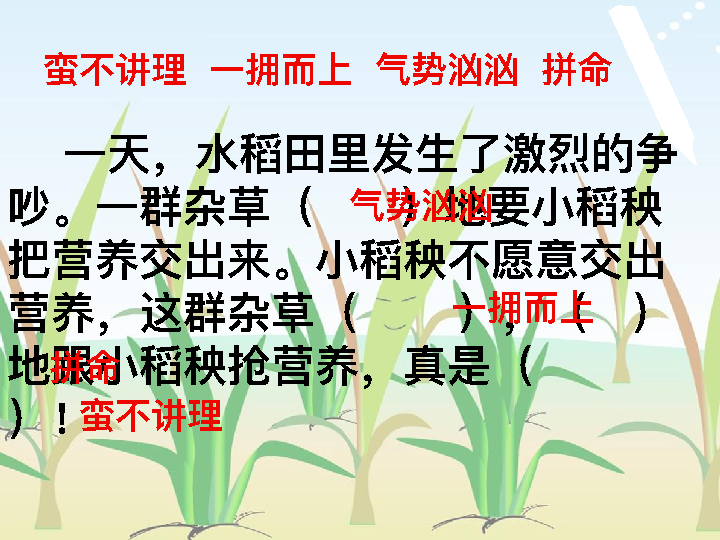 蛮不讲理 一拥而上 气势汹汹 拼命
一天，水稻田里发生了激烈的争
吵。一群杂草（ 气势汹汹 ）地要小稻秧
把营养交出来。小稻秧不愿意交出
营养，这群杂草（ 一拥而上 ），（ ）
地跟小稻秧抢营养，真是（
拼命
）！蛮不讲理